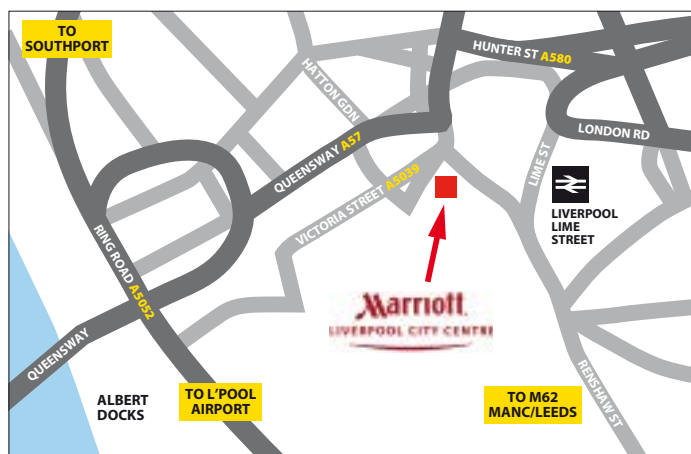 TO
SOUTHPORT
HUNTER ST A580
HATTON GDN
LONDON RD
QUEENSWAY A57
LIME ST
VICTORIA STREET A5039
LIVERPOOL
LIME
STREET
RING ROAD A5052
Marriott
LIVERPOOL CITY CENTRE
QUEENSWAY
ALBERT
DOCKS
TO L'POOL
AIRPORT
TO M62
MANC/LEEDS
RENSHAW ST